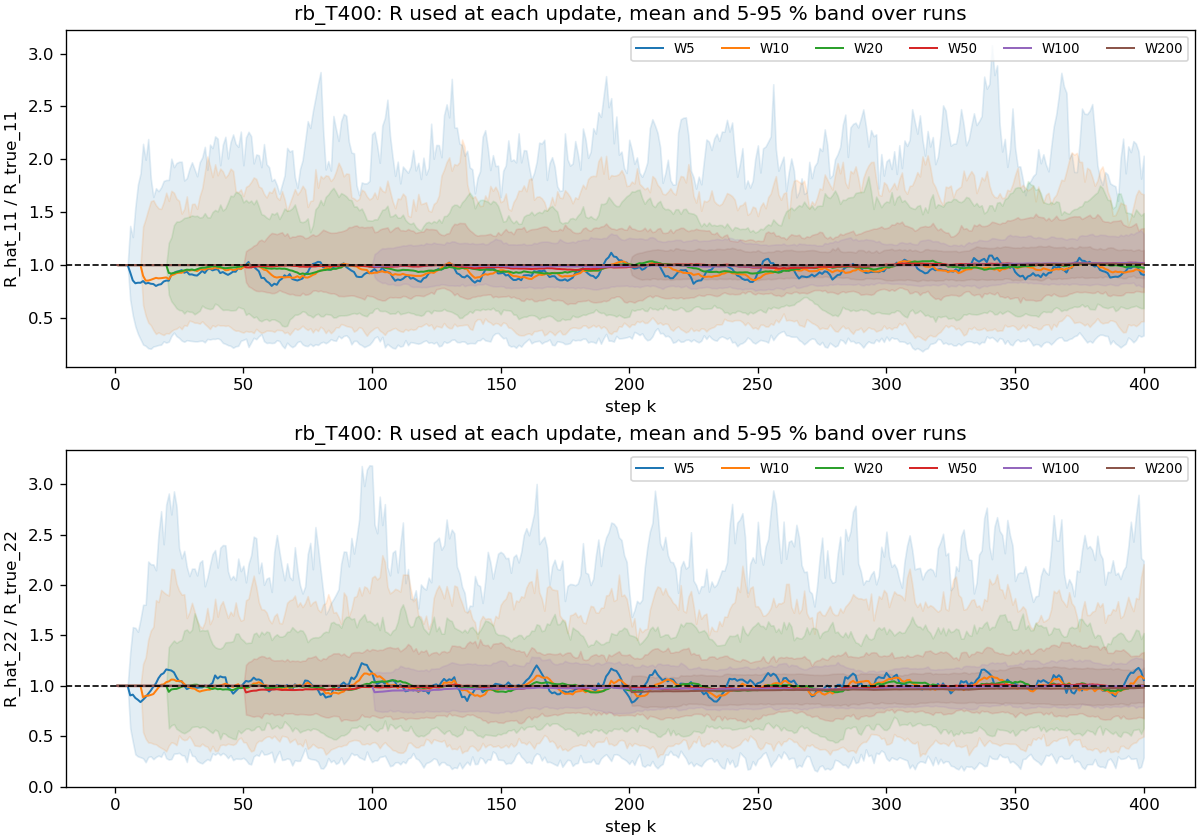 rb_T400: R used at each update, mean and 5-95 % band over runs
W5 W10 W20 W50 W100 W200
R_hat_11 / R_true_11
3.0
2.5
2.0
1.5
1.0
0.5
0 50 100 150 200 250 300 350 400
step k
rb_T400: R used at each update, mean and 5-95 % band over runs
W5 W10 W20 W50 W100 W200
R_hat_22 / R_true_22
3.0
2.5
2.0
1.5
1.0
0.5
0.0
0 50 100 150 200 250 300 350 400
step k